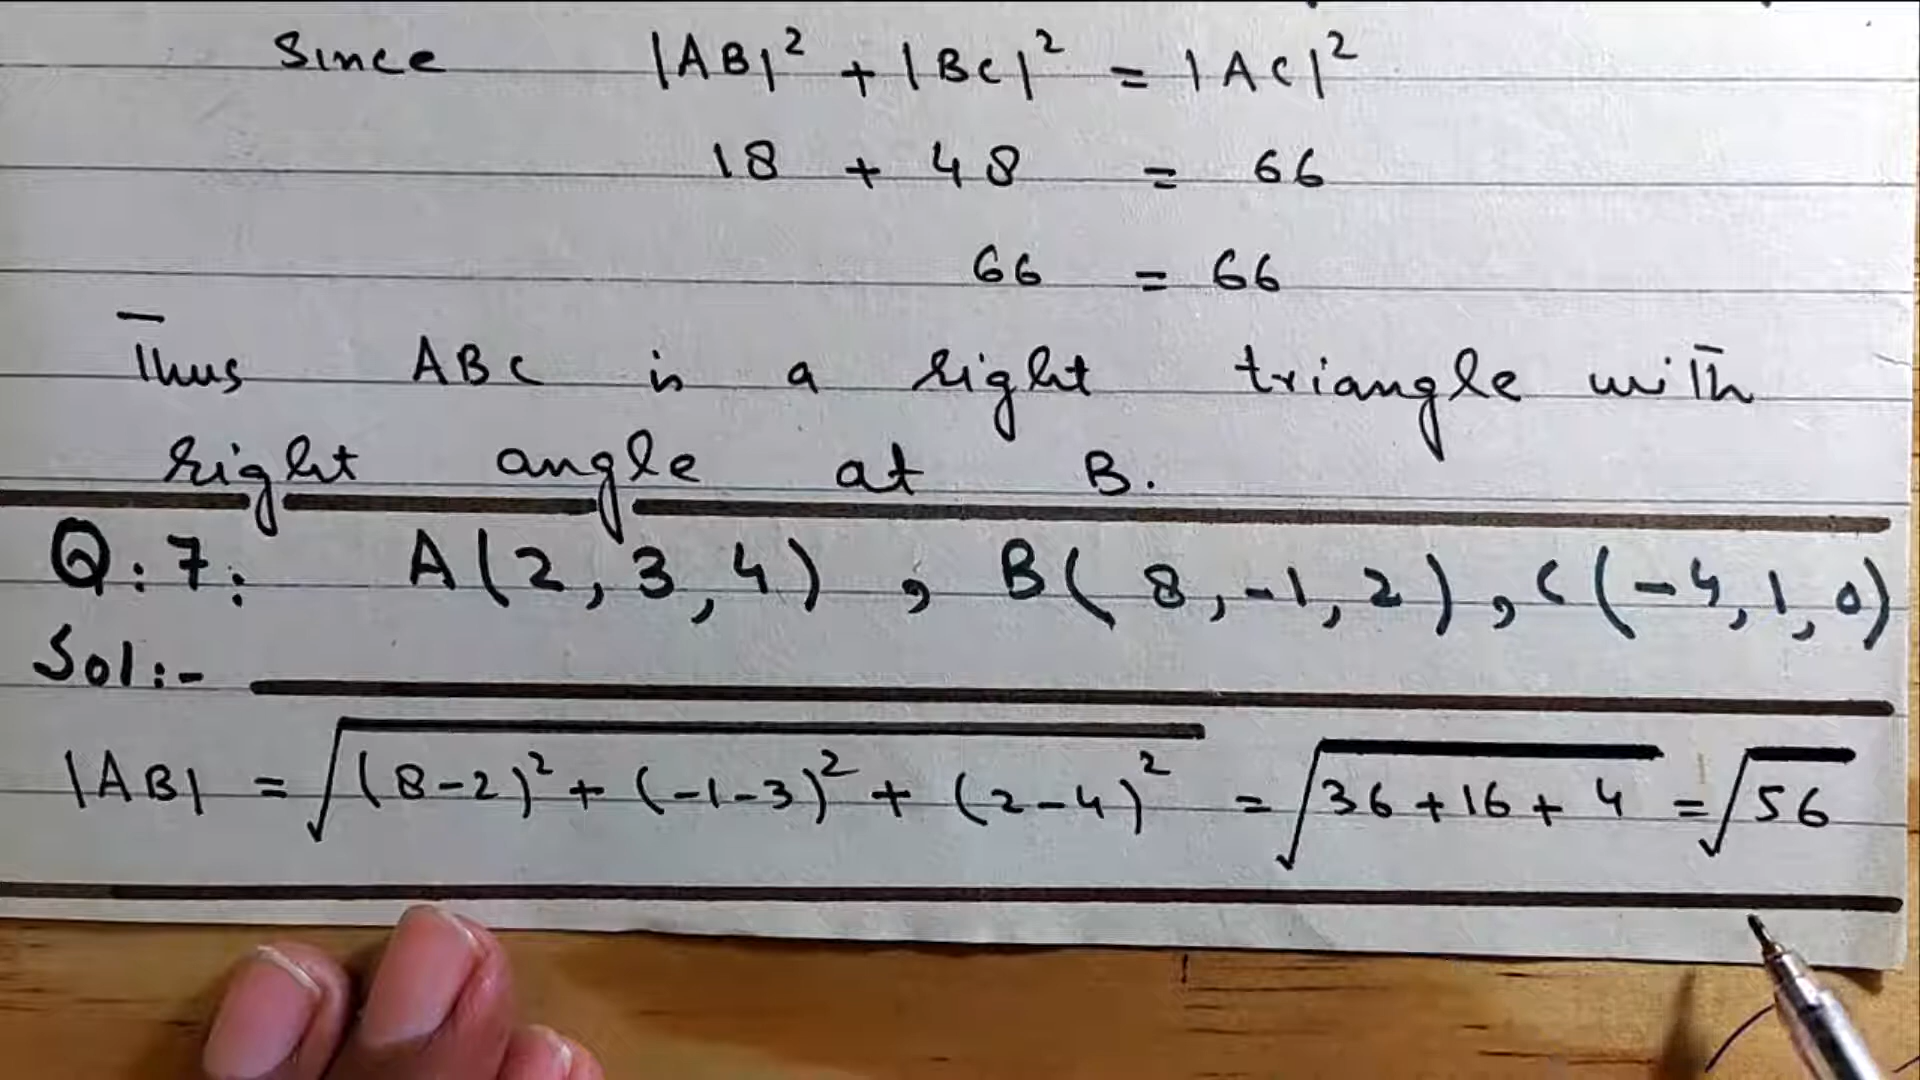 Since |AB|² + |BC|² = |AC|²
18 + 48 = 66
66 = 66
Thus ABC is a right triangle with
right angle at B.
Q:7: A(2,3,4) , B(8,-1,2) , C(-4,1,0)
Sol:-
|AB| = √(8-2)² + (-1-3)² + (2-4)² = √36+16+4 = √56